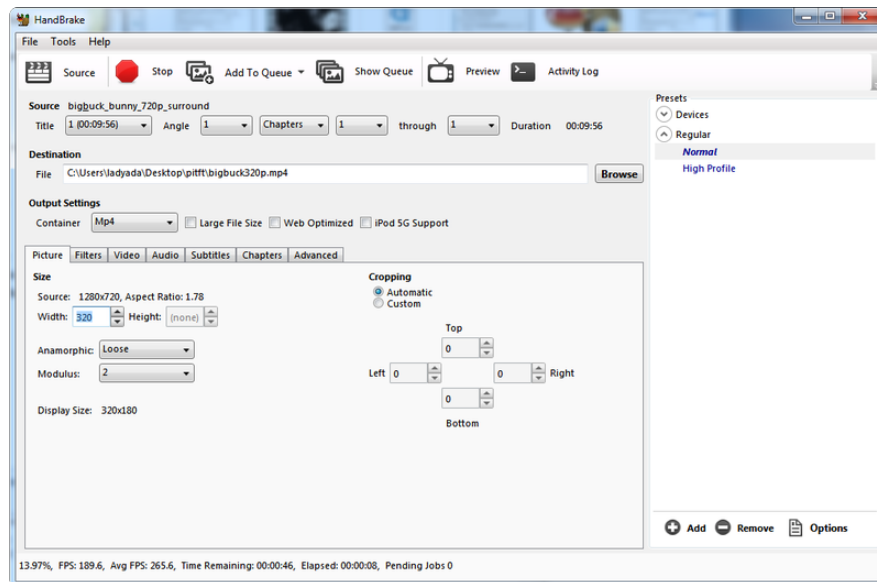 HandBrake
File Tools Help
Source Stop Add To Queue Show Queue Preview Activity Log
Source bigbuck_bunny_720p_surround
Title 1 (00:09:56) Angle 1 Chapters 1 through 1 Duration 00:09:56
Destination
File C:\Users\ladyada\Desktop\pitft\bigbuck320p.mp4 Browse
Output Settings
Container Mp4 Large File Size Web Optimized iPod 5G Support
Picture Filters Video Audio Subtitles Chapters Advanced
Size
Source: 1280x720, Aspect Ratio: 1.78
Width: 320 Height: (none)
Anamorphic: Loose
Modulus: 2
Display Size: 320x180
Cropping
Automatic
Custom
Top
0
Left 0 0 Right
0
Bottom
Presets
Devices
Regular
Normal
High Profile
Add Remove Options
13.97%, FPS: 189.6, Avg FPS: 265.6, Time Remaining: 00:00:46, Elapsed: 00:00:08, Pending Jobs 0